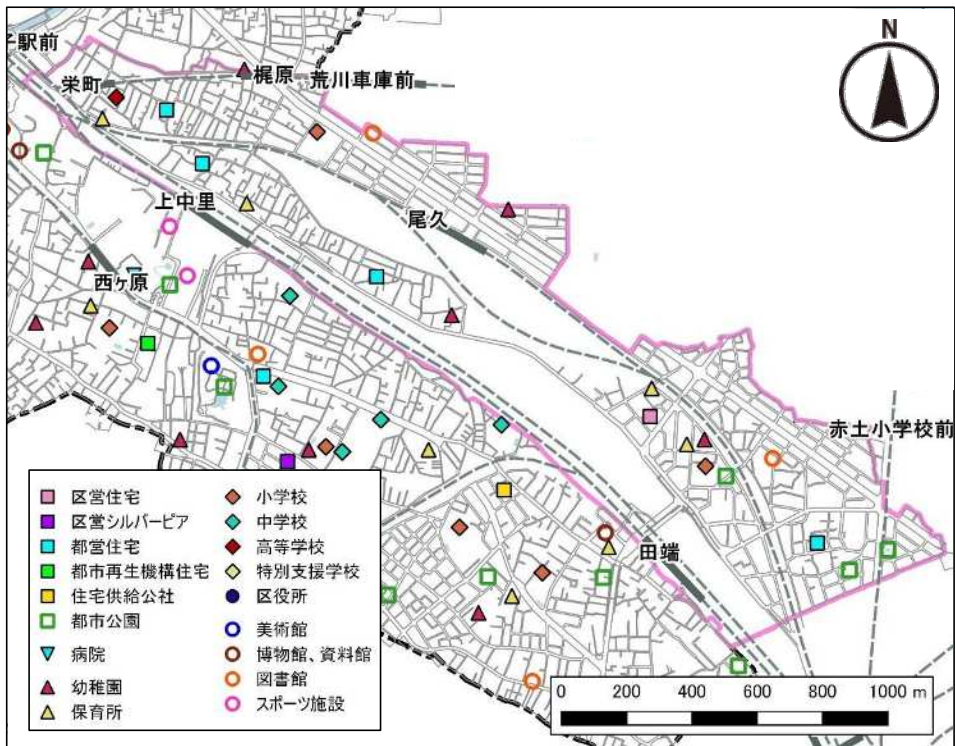 子駅前
N
梶原
荒川車庫前
栄町
上中里
尾久
西ヶ原
赤土小学校前
田端
区営住宅
区営シルバーピア
都営住宅
都市再生機構住宅
住宅供給公社
都市公園
病院
幼稚園
保育所
小学校
中学校
高等学校
特別支援学校
区役所
美術館
博物館、資料館
図書館
スポーツ施設
0 200 400 600 800 1000 m